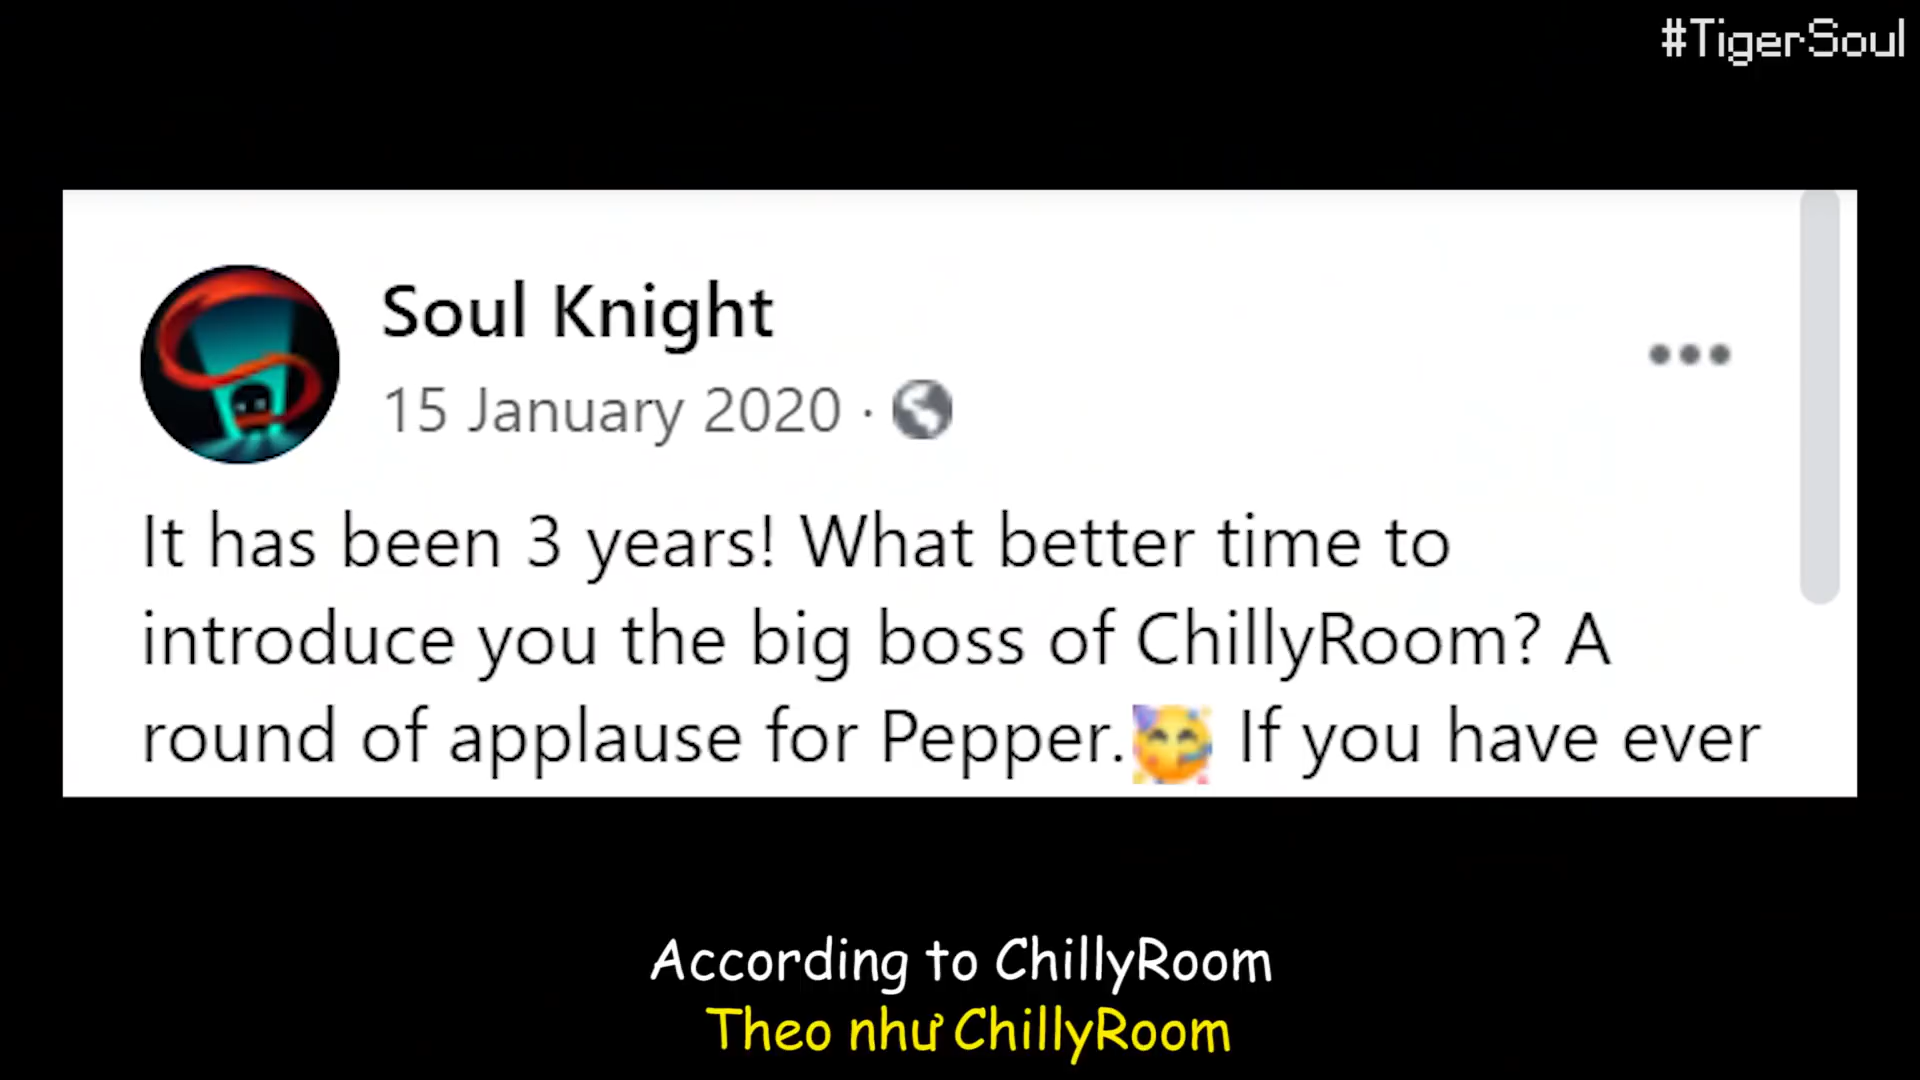 #TigerSoul
Soul Knight
15 January 2020 ·
It has been 3 years! What better time to
introduce you the big boss of ChillyRoom? A
round of applause for Pepper.🥳 If you have ever
According to ChillyRoom
Theo như ChillyRoom